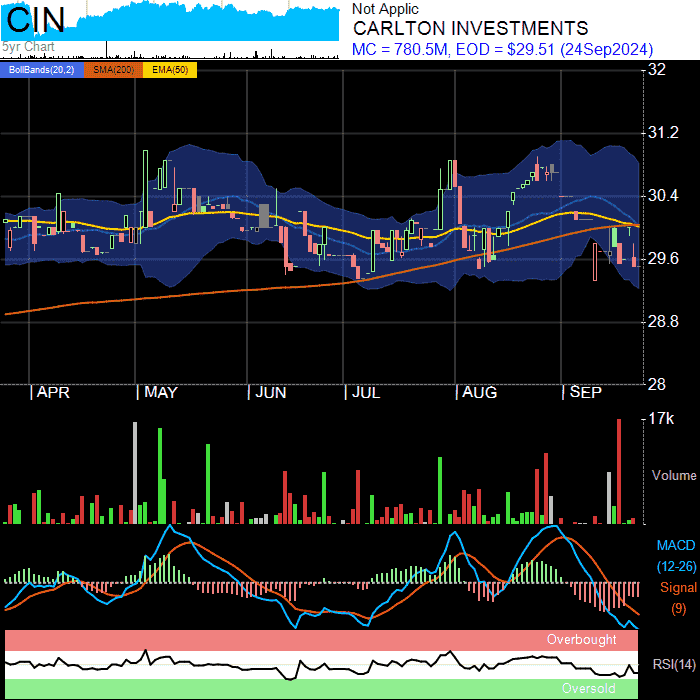 CIN
5yr Chart
Not Applic
CARLTON INVESTMENTS
MC = 780.5M, EOD = $29.51 (24Sep2024)
BollBands(20,2) SMA(200) EMA(50)
32
31.2
30.4
29.6
28.8
28
APR MAY JUN JUL AUG SEP
17k
Volume
MACD
(12-26)
Signal
(9)
Overbought
RSI(14)
Oversold